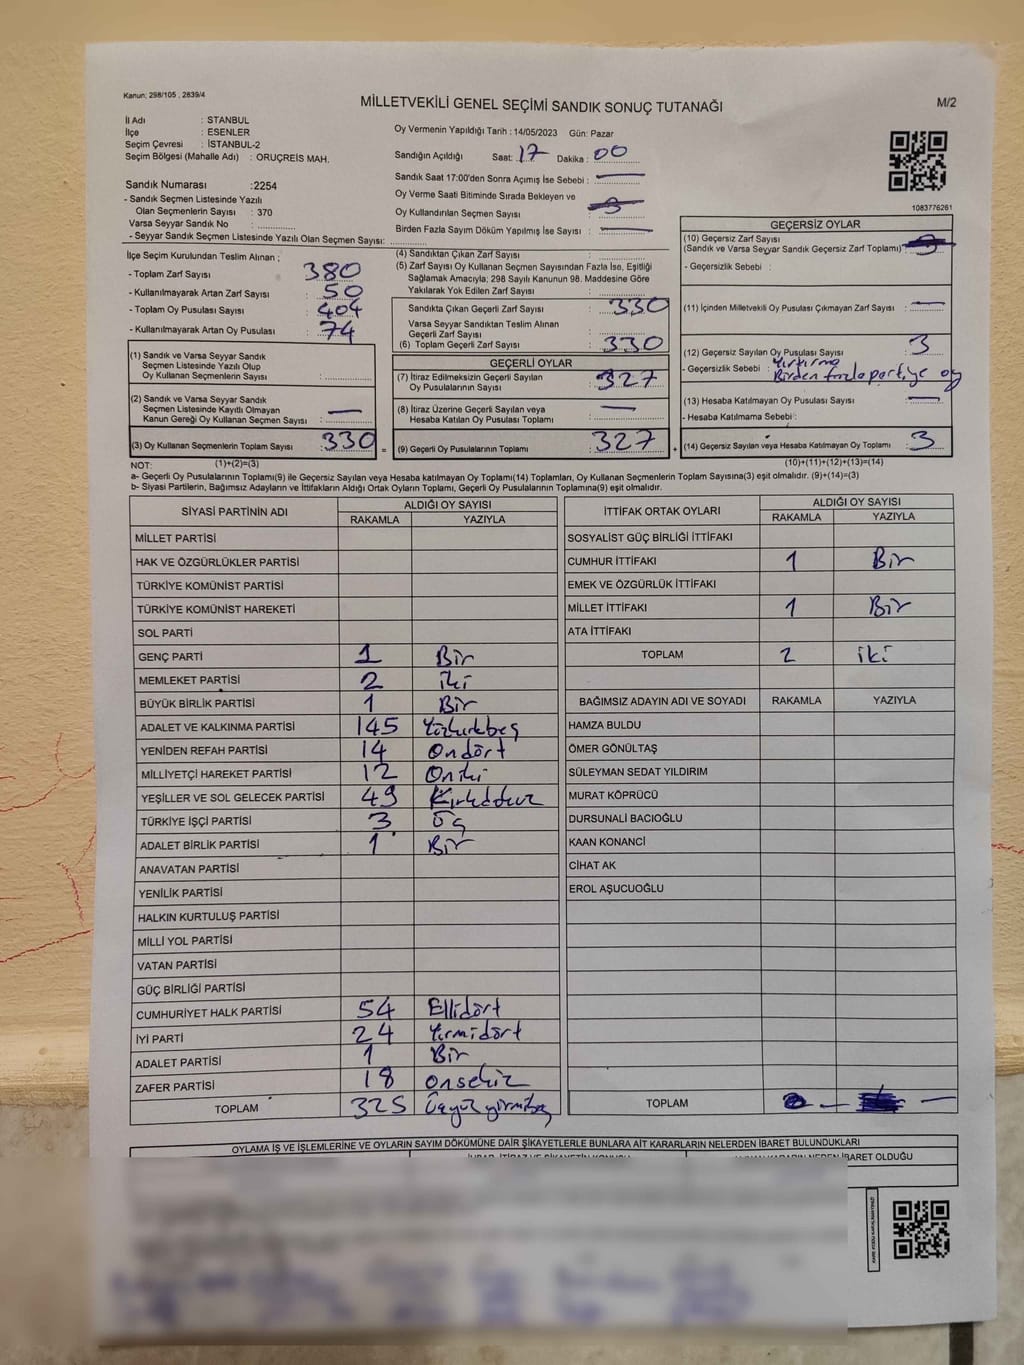 Kanun; 298/105 , 2839/4
MİLLETVEKİLİ GENEL SEÇİMİ SANDIK SONUÇ TUTANAĞI
M/2
İl Adı : STANBUL
İlçe : ESENLER
Seçim Çevresi : İSTANBUL-2
Seçim Bölgesi (Mahalle Adı) : ORUÇREİS MAH.
Sandık Numarası :2254
- Sandık Seçmen Listesinde Yazılı
Olan Seçmenlerin Sayısı : 370
Varsa Seyyar Sandık No : ............
- Seyyar Sandık Seçmen Listesinde Yazılı Olan Seçmen Sayısı: ............
Oy Vermenin Yapıldığı Tarih : 14/05/2023 Gün: Pazar
Sandığın Açıldığı Saat: 17 Dakika : 00
Sandık Saat 17:00'den Sonra Açımış İse Sebebi : —
Oy Verme Saati Bitiminde Sırada Bekleyen ve
Oy Kullandırılan Seçmen Sayısı :
Birden Fazla Sayım Döküm Yapılmış İse Sayısı : —
1083776261
İlçe Seçim Kurulundan Teslim Alınan ;
- Toplam Zarf Sayısı 380
- Kullanılmayarak Artan Zarf Sayısı : 50
- Toplam Oy Pusulası Sayısı : 404
- Kullanılmayarak Artan Oy Pusulası : 74
(1) Sandık ve Varsa Seyyar Sandık
Seçmen Listesinde Yazılı Olup
Oy Kullanan Seçmenlerin Sayısı : ............
(2) Sandık ve Varsa Seyyar Sandık
Seçmen Listesinde Kayıtlı Olmayan
Kanun Gereği Oy Kullanan Seçmen Sayısı : —
(3) Oy Kullanan Seçmenlerin Toplam Sayısı : 330
=
(4) Sandıktan Çıkan Zarf Sayısı : ............
(5) Zarf Sayısı Oy Kullanan Seçmen Sayısından Fazla İse, Eşitliği
Sağlamak Amacıyla; 298 Sayılı Kanunun 98. Maddesine Göre
Yakılarak Yok Edilen Zarf Sayısı : ............
Sandıkta Çıkan Geçerli Zarf Sayısı : 330
Varsa Seyyar Sandıktan Teslim Alınan
Geçerli Zarf Sayısı : ............
(6) Toplam Geçerli Zarf Sayısı : 330
GEÇERLİ OYLAR
(7) İtiraz Edilmeksizin Geçerli Sayılan
Oy Pusulalarının Sayısı : 327
(8) İtiraz Üzerine Geçerli Sayılan veya
Hesaba Katılan Oy Pusulası Toplamı : —
(9) Geçerli Oy Pusulalarının Toplamı : 327
+
GEÇERSİZ OYLAR
(10) Geçersiz Zarf Sayısı
(Sandık ve Varsa Seyyar Sandık Geçersiz Zarf Toplamı) :
- Geçersizlik Sebebi :
(11) İçinden Milletvekili Oy Pusulası Çıkmayan Zarf Sayısı : —
(12) Geçersiz Sayılan Oy Pusulası Sayısı : 3
- Geçersizlik Sebebi : Yırtırma
Birden fazla partiye oy
(13) Hesaba Katılmayan Oy Pusulası Sayısı : —
- Hesaba Katılmama Sebebi :
(14) Geçersiz Sayılan veya Hesaba Katılmayan Oy Toplamı : 3
NOT: (1)+(2)=(3) (10)+(11)+(12)+(13)=(14)
a- Geçerli Oy Pusulalarının Toplamı(9) ile Geçersiz Sayılan veya Hesaba katılmayan Oy Toplamı(14) Toplamları, Oy Kullanan Seçmenlerin Toplam Sayısına(3) eşit olmalıdır. (9)+(14)=(3)
b- Siyasi Partilerin, Bağımsız Adayların ve İttifakların Aldığı Ortak Oyların Toplamı, Geçerli Oy Pusulalarının Toplamına(9) eşit olmalıdır.
SİYASİ PARTİNİN ADI ALDIĞI OY SAYISI
RAKAMLA YAZIYLA
MİLLET PARTİSİ
HAK VE ÖZGÜRLÜKLER PARTİSİ
TÜRKİYE KOMÜNİST PARTİSİ
TÜRKİYE KOMÜNİST HAREKETİ
SOL PARTİ
GENÇ PARTİ 1 Bir
MEMLEKET PARTİSİ 2 iki
BÜYÜK BİRLİK PARTİSİ 1 Bir
ADALET VE KALKINMA PARTİSİ 145 Yüzkırkbeş
YENİDEN REFAH PARTİSİ 14 Ondört
MİLLİYETÇİ HAREKET PARTİSİ 12 Oniki
YEŞİLLER VE SOL GELECEK PARTİSİ 49 Kırkdokuz
TÜRKİYE İŞÇİ PARTİSİ 3 Üç
ADALET BİRLİK PARTİSİ 1 Bir
ANAVATAN PARTİSİ
YENİLİK PARTİSİ
HALKIN KURTULUŞ PARTİSİ
MİLLİ YOL PARTİSİ
VATAN PARTİSİ
GÜÇ BİRLİĞİ PARTİSİ
CUMHURİYET HALK PARTİSİ 54 Ellidört
İYİ PARTİ 24 Yirmidört
ADALET PARTİSİ 1 Bir
ZAFER PARTİSİ 18 Onsekiz
TOPLAM 325 Üçyüzyirmibeş
İTTİFAK ORTAK OYLARI ALDIĞI OY SAYISI
RAKAMLA YAZIYLA
SOSYALİST GÜÇ BİRLİĞİ İTTİFAKI
CUMHUR İTTİFAKI 1 Bir
EMEK VE ÖZGÜRLÜK İTTİFAKI
MİLLET İTTİFAKI 1 Bir
ATA İTTİFAKI
TOPLAM 2 iki
BAĞIMSIZ ADAYIN ADI VE SOYADI RAKAMLA YAZIYLA
HAMZA BULDU
ÖMER GÖNÜLTAŞ
SÜLEYMAN SEDAT YILDIRIM
MURAT KÖPRÜCÜ
DURSUNALİ BACIOĞLU
KAAN KONANCİ
CİHAT AK
EROL AŞUCUOĞLU
TOPLAM — —
OYLAMA İŞ VE İŞLEMLERİNE VE OYLARIN SAYIM DÖKÜMÜNE DAİR ŞİKAYETLERLE BUNLARA AİT KARARLARIN NELERDEN İBARET BULUNDUKLARI
İBARET OLDUĞU